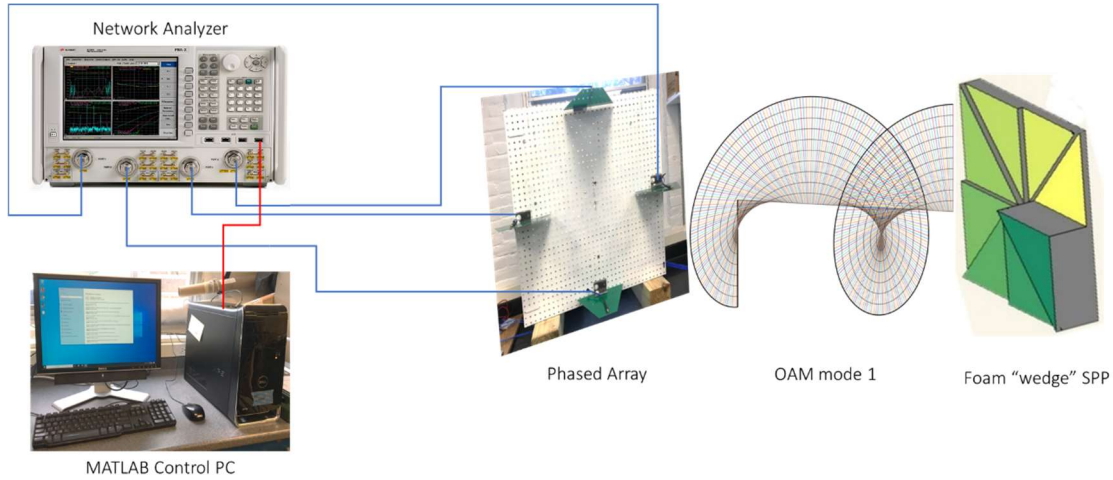 Network Analyzer
Phased Array
OAM mode 1
Foam “wedge” SPP
MATLAB Control PC